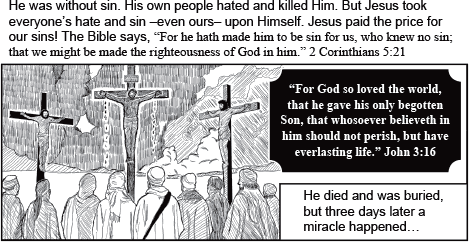 He was without sin. His own people hated and killed Him. But Jesus took
everyone’s hate and sin –even ours– upon Himself. Jesus paid the price for
our sins! The Bible says, “For he hath made him to be sin for us, who knew no sin;
that we might be made the righteousness of God in him.” 2 Corinthians 5:21
“For God so loved the world,
that he gave his only begotten
Son, that whosoever believeth in
him should not perish, but have
everlasting life.” John 3:16
He died and was buried,
but three days later a
miracle happened…